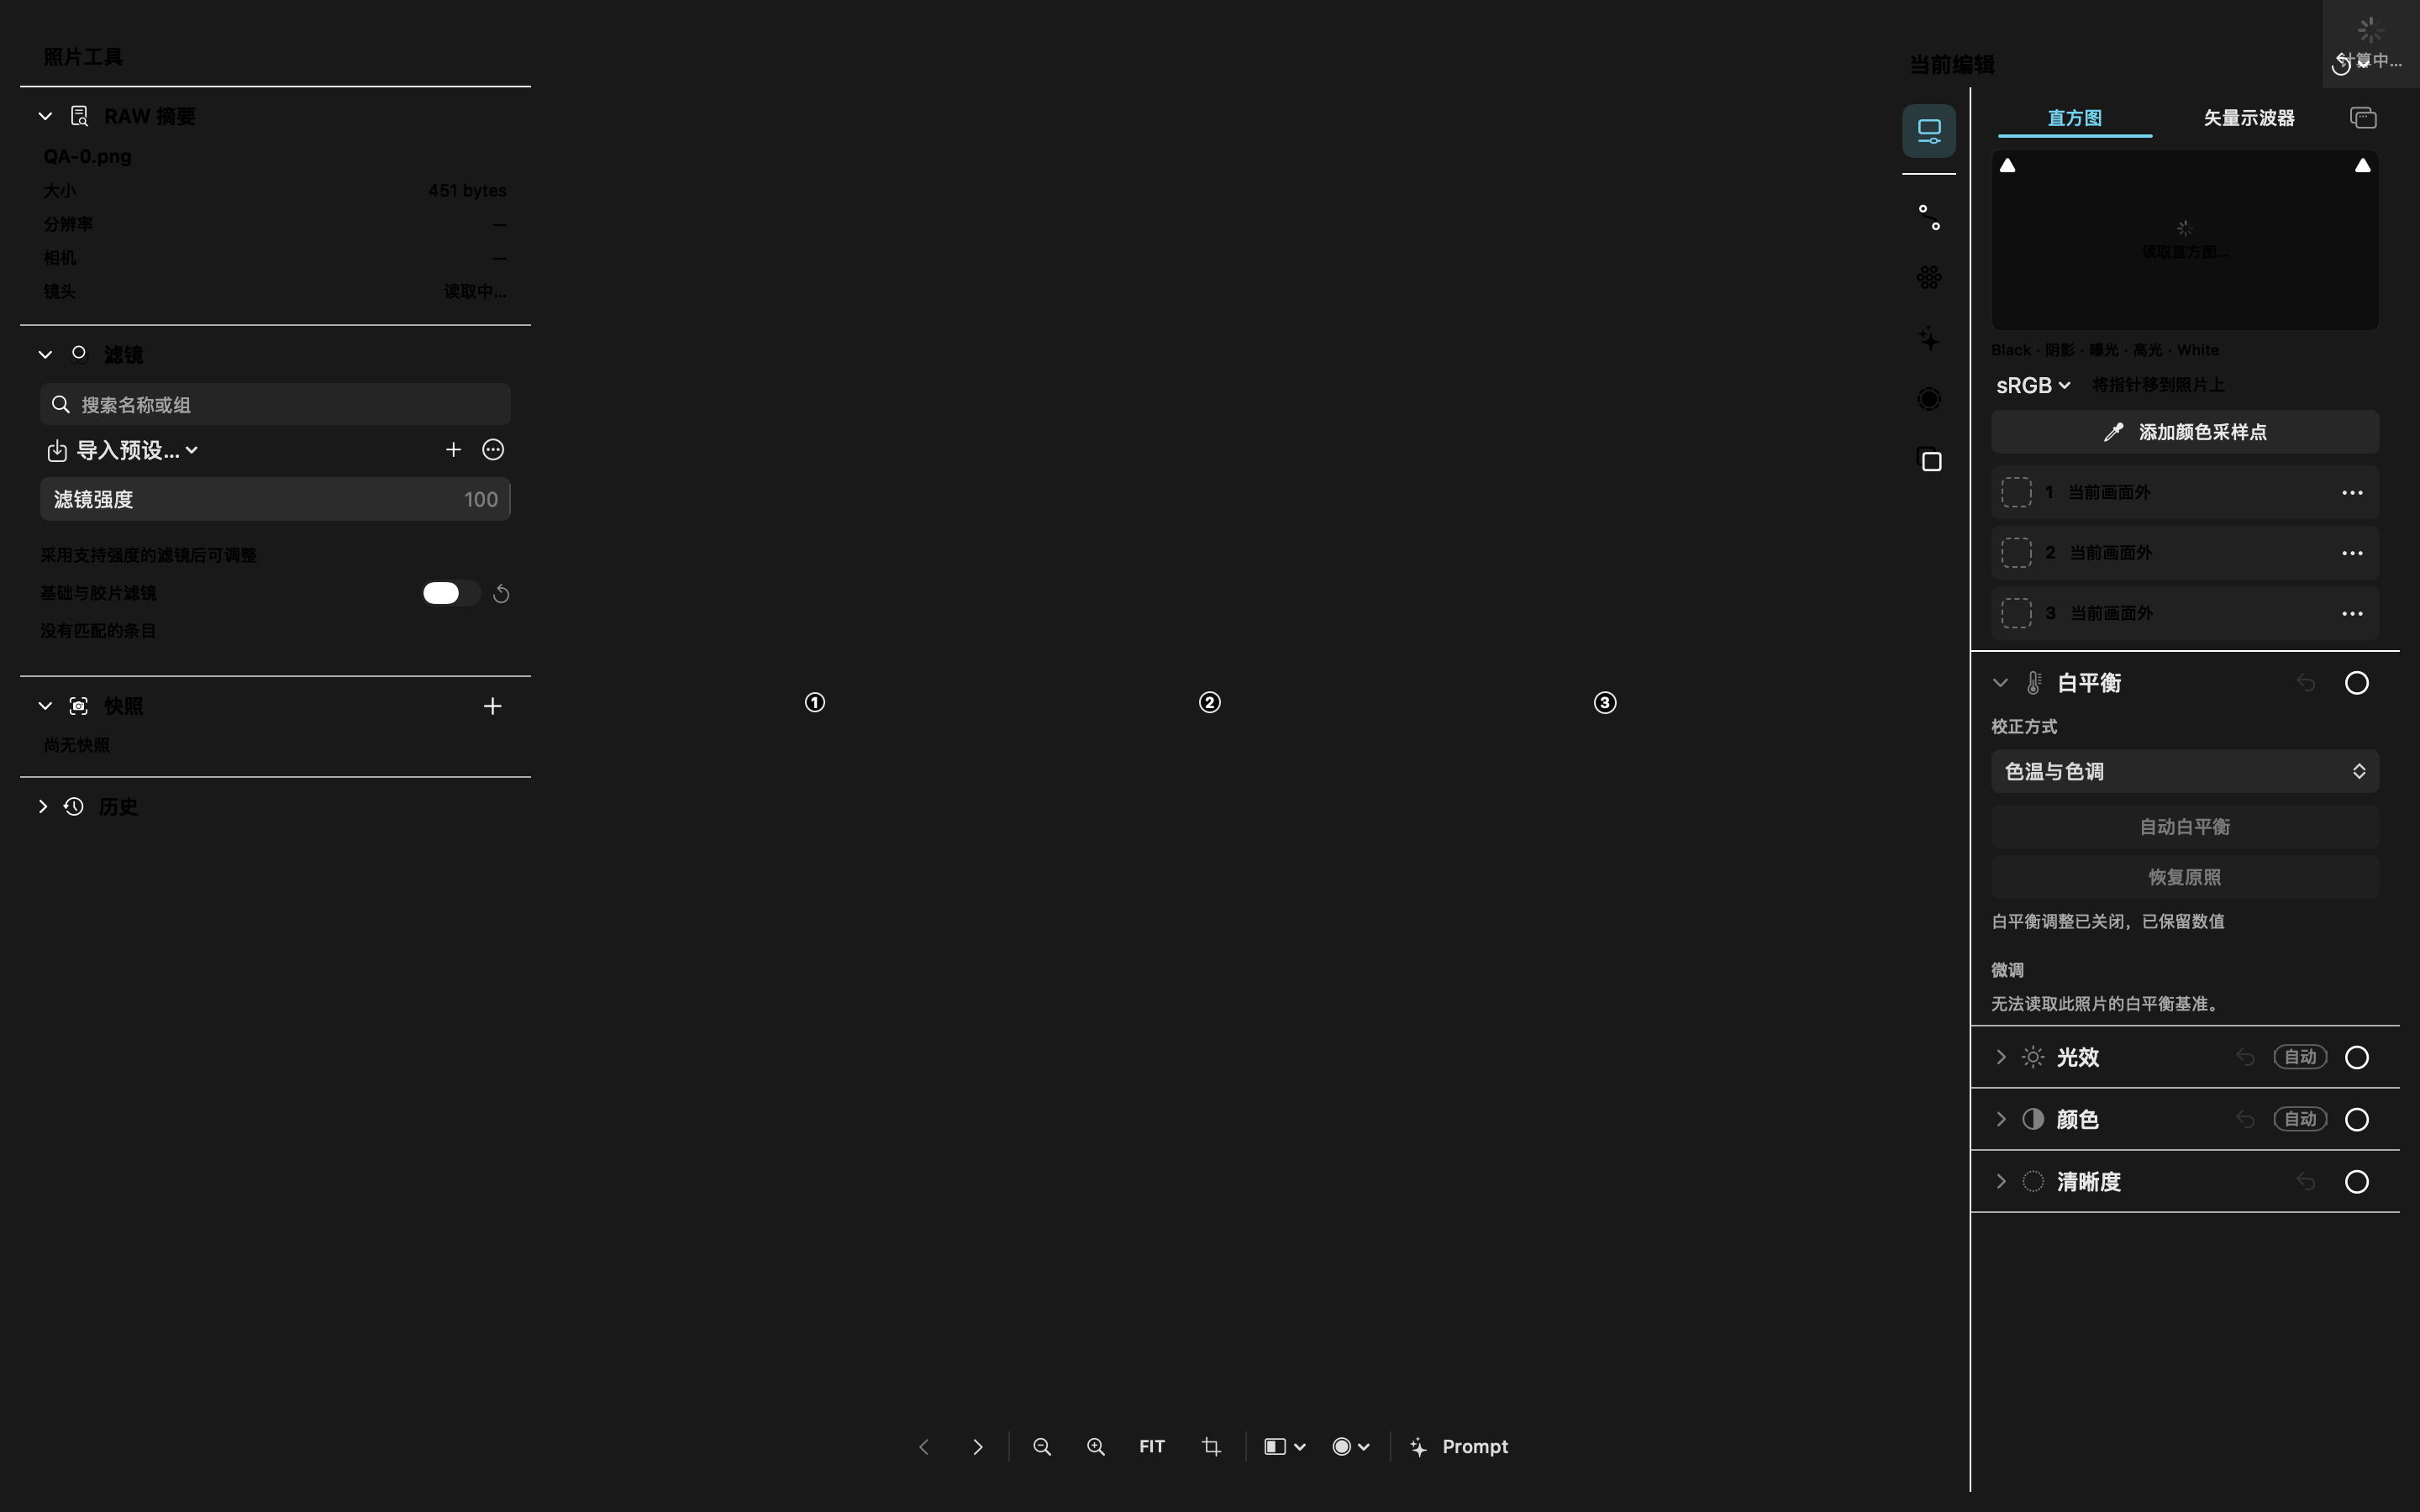 照片工具
RAW 摘要
QA-0.png
大小 451 bytes
分辨率 —
相机 —
镜头 读取中...
滤镜
搜索名称或组
导入预设...
滤镜强度 100
采用支持强度的滤镜后可调整
基础与胶片滤镜
没有匹配的条目
快照
尚无快照
历史
① ② ③
FIT
Prompt
当前编辑
计算中...
直方图 矢量示波器
读取直方图...
Black · 阴影 · 曝光 · 高光 · White
sRGB 将指针移到照片上
添加颜色采样点
1 当前画面外
2 当前画面外
3 当前画面外
白平衡
校正方式
色温与色调
自动白平衡
恢复原照
白平衡调整已关闭，已保留数值
微调
无法读取此照片的白平衡基准。
光效 自动
颜色 自动
清晰度